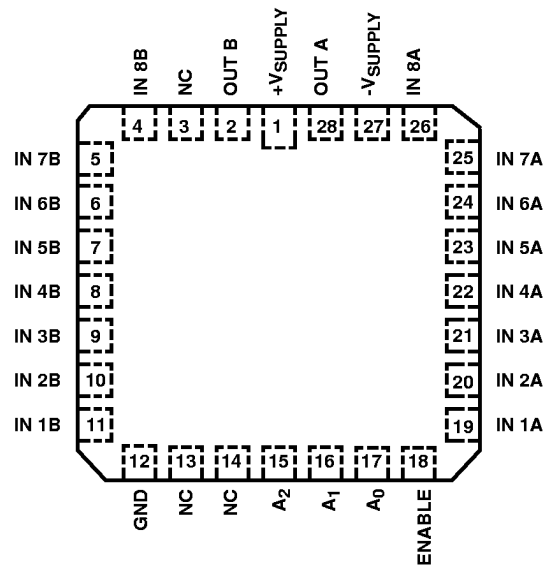 IN 8B
NC
OUT B
+VSUPPLY
OUT A
-VSUPPLY
IN 8A
4
3
2
1
28
27
26
IN 7B 5 25 IN 7A
IN 6B 6 24 IN 6A
IN 5B 7 23 IN 5A
IN 4B 8 22 IN 4A
IN 3B 9 21 IN 3A
IN 2B 10 20 IN 2A
IN 1B 11 19 IN 1A
12
13
14
15
16
17
18
GND
NC
NC
A2
A1
A0
ENABLE